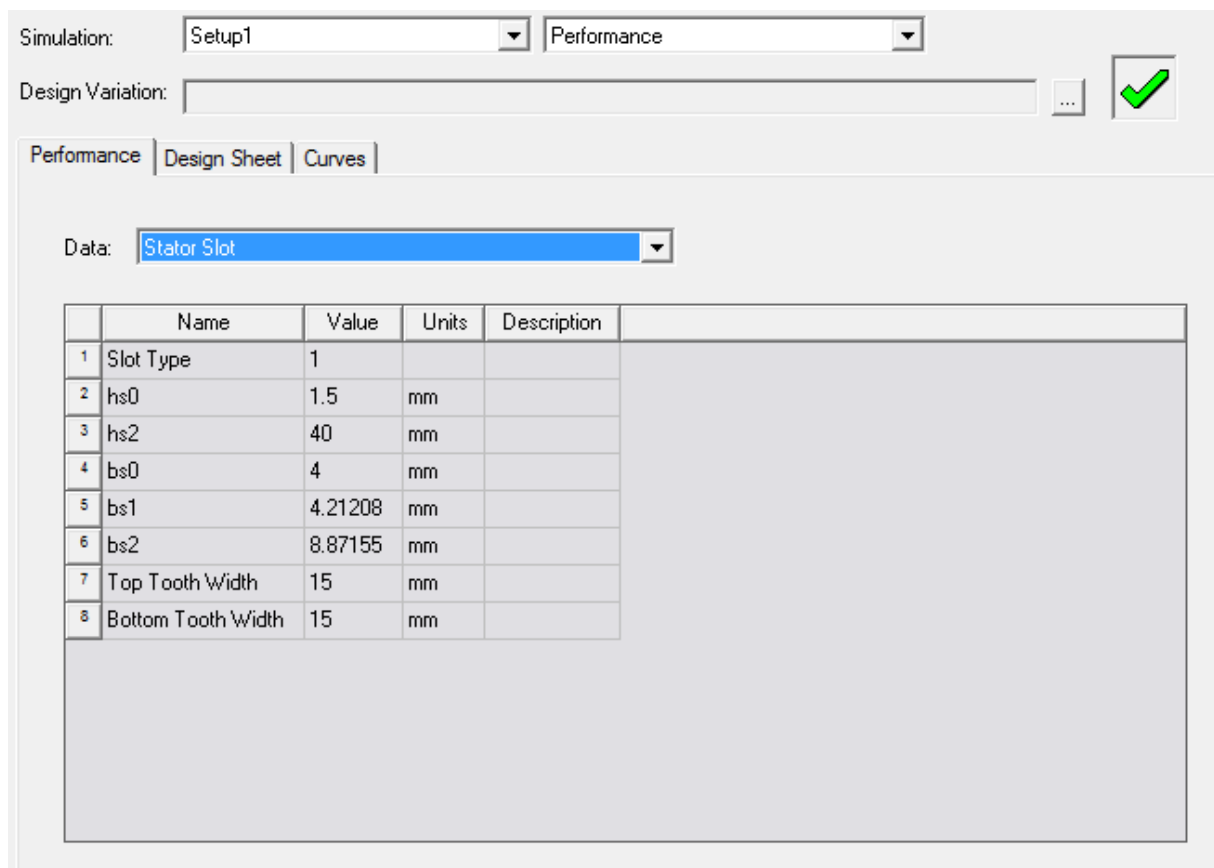 Simulation: Setup1 Performance
Design Variation: ...
Performance Design Sheet Curves
Data: Stator Slot
Name Value Units Description
1 Slot Type 1
2 hs0 1.5 mm
3 hs2 40 mm
4 bs0 4 mm
5 bs1 4.21208 mm
6 bs2 8.87155 mm
7 Top Tooth Width 15 mm
8 Bottom Tooth Width 15 mm